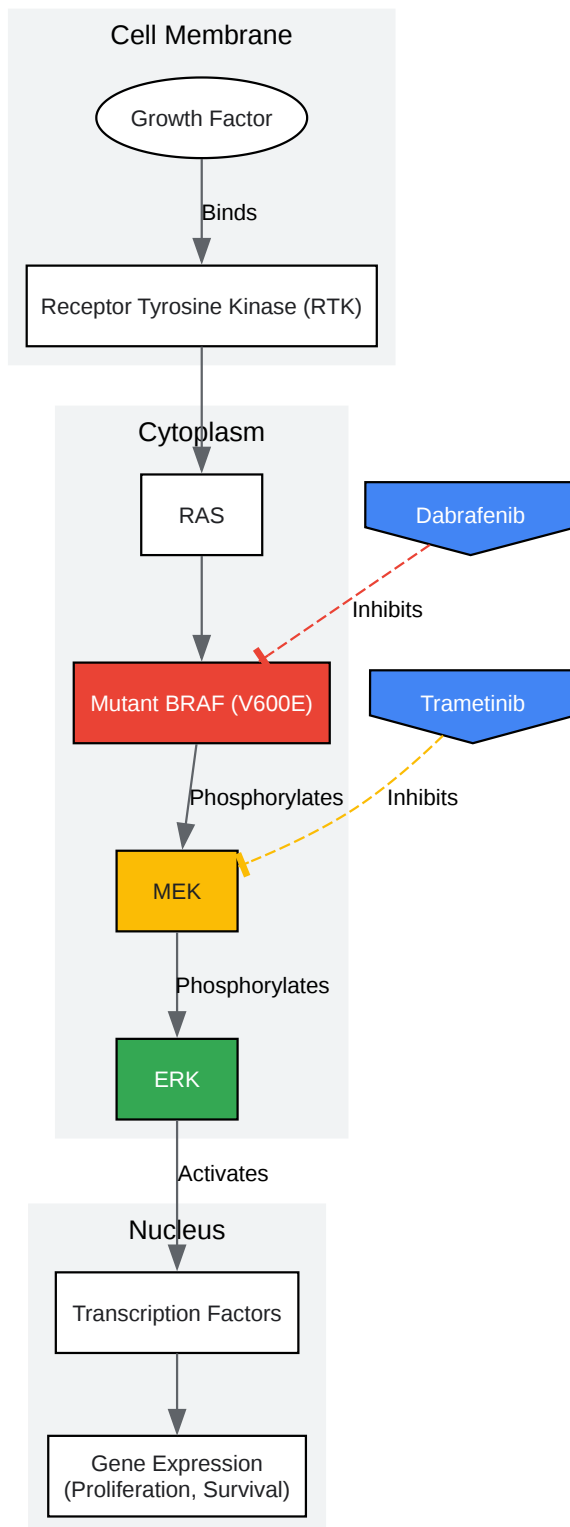 Cell Membrane
Growth Factor
Binds
Receptor Tyrosine Kinase (RTK)
Cytoplasm
RAS
Dabrafenib
Inhibits
Mutant BRAF (V600E)
Trametinib
Phosphorylates
Inhibits
MEK
Phosphorylates
ERK
Activates
Nucleus
Transcription Factors
Gene Expression
(Proliferation, Survival)